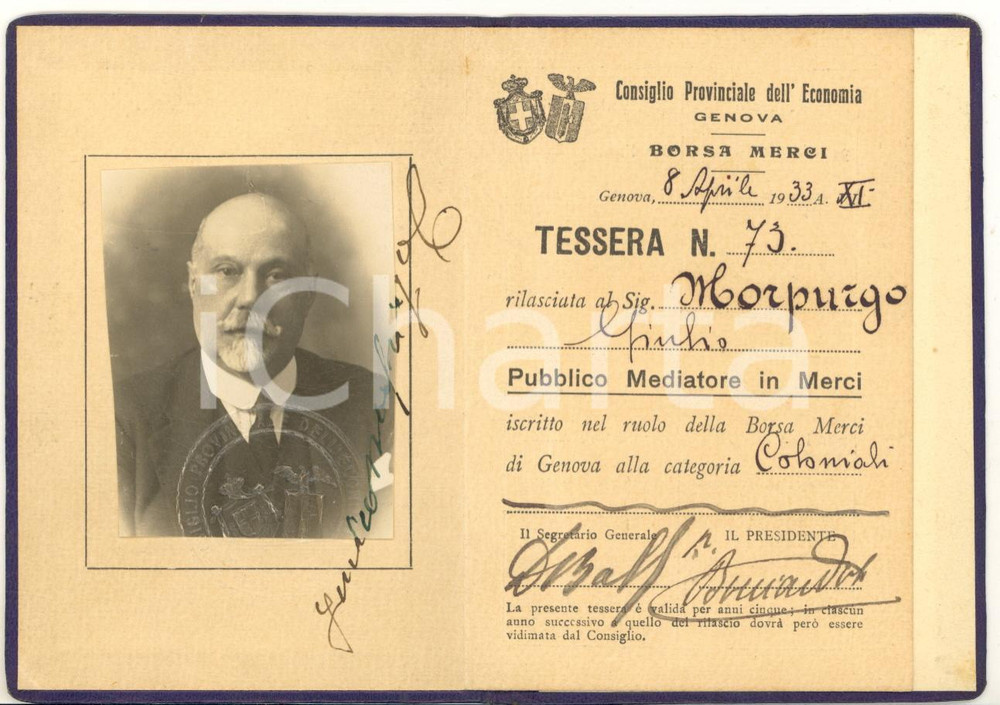 Consiglio Provinciale dell' Economia
GENOVA
BORSA MERCI
Genova, 8 Aprile 1933 A. XI
TESSERA N. 73.
rilasciata al Sig. Morpurgo
Giulio
Pubblico Mediatore in Merci
iscritto nel ruolo della Borsa Merci
di Genova alla categoria Coloniali
Il Segretario Generale
p. IL PRESIDENTE
La presente tessera é valida per anni cinque; in ciascun
anno successivo a quello del rilascio dovrà però essere
vidimata dal Consiglio.
iCharta